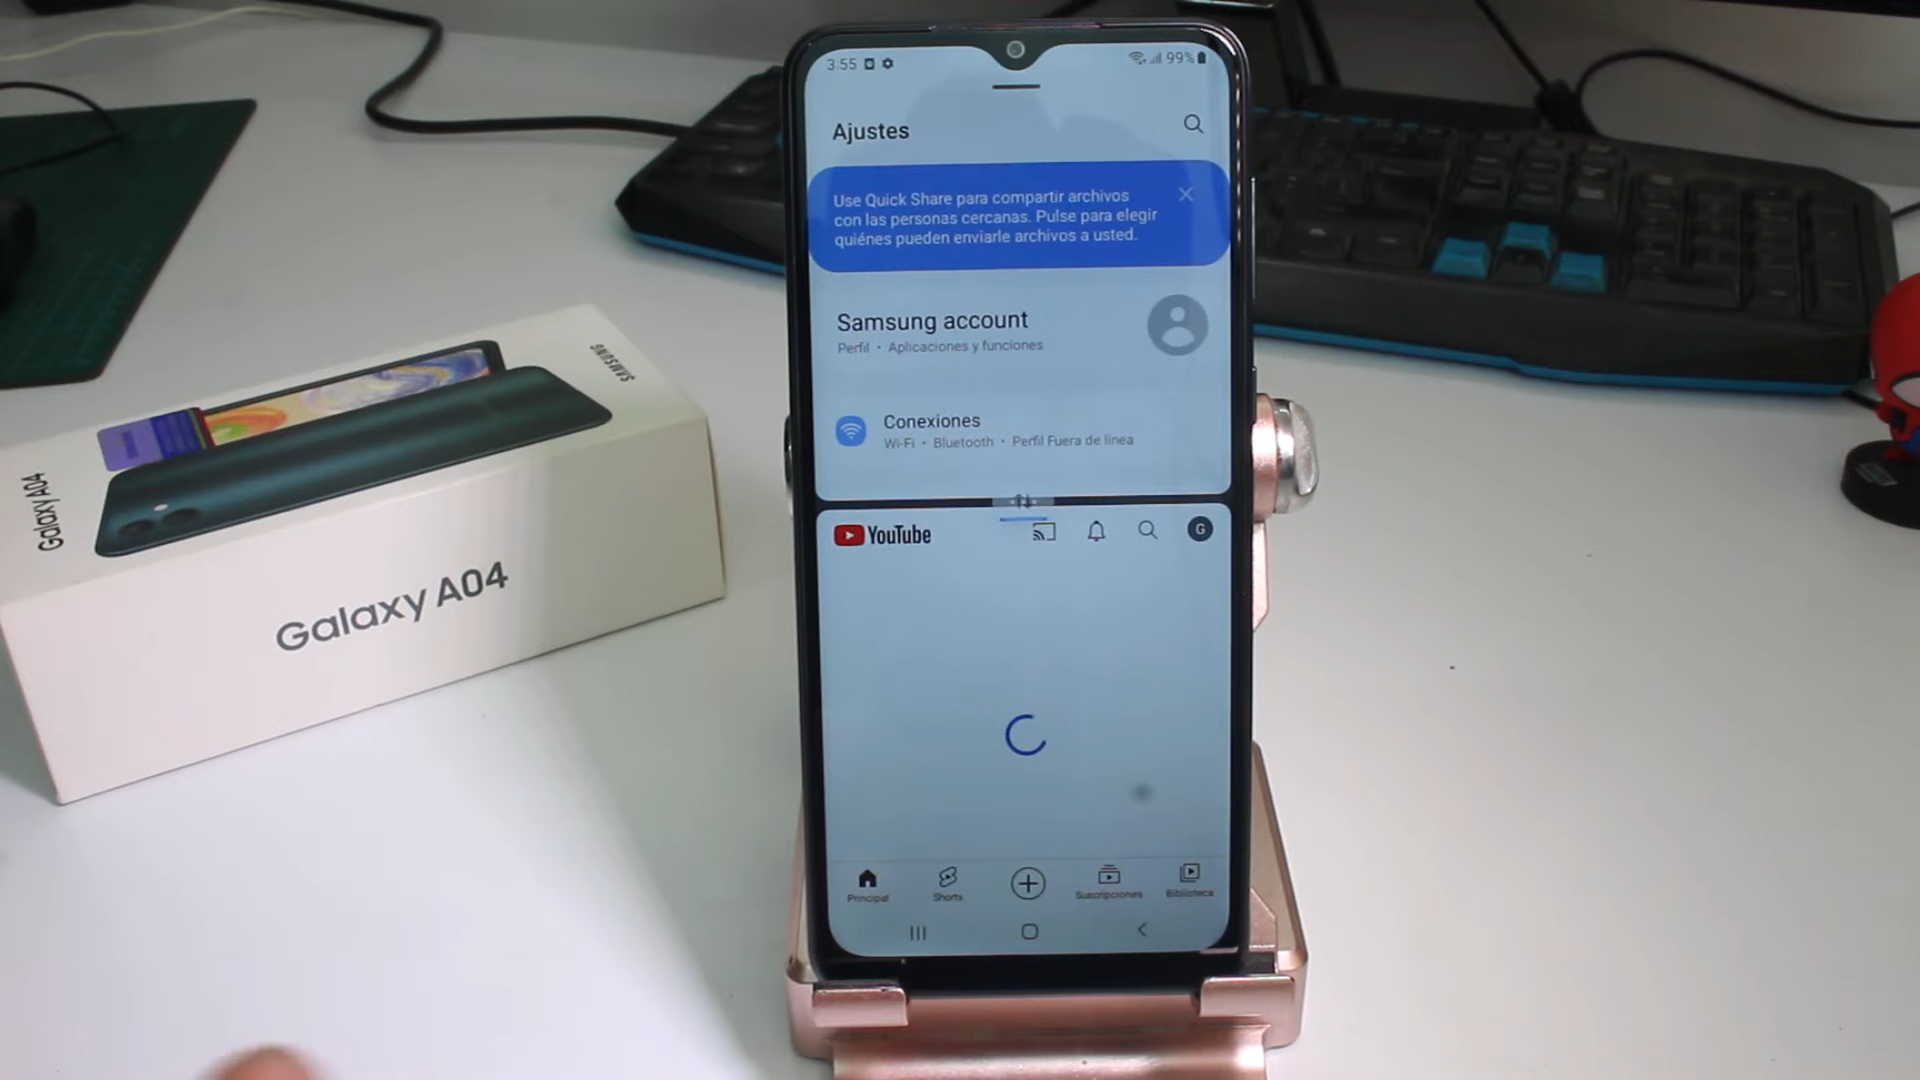 3:55
99%
Ajustes
Use Quick Share para compartir archivos
con las personas cercanas. Pulse para elegir
quiénes pueden enviarle archivos a usted.
Samsung account
Perfil • Aplicaciones y funciones
Conexiones
Wi-Fi • Bluetooth • Perfil Fuera de línea
YouTube
G
Principal
Shorts
Suscripciones
Biblioteca
SAMSUNG
Galaxy A04
Galaxy A04